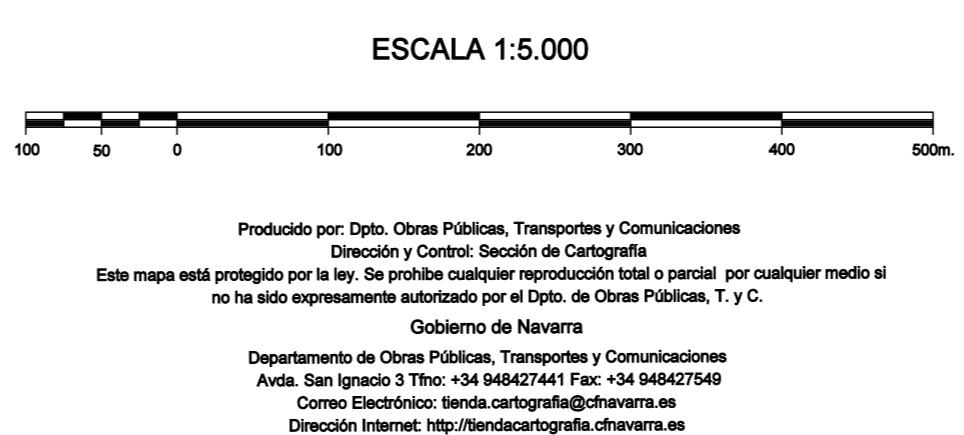 ESCALA 1:5.000
100 50 0 100 200 300 400 500m.
Producido por: Dpto. Obras Públicas, Transportes y Comunicaciones
Dirección y Control: Sección de Cartografía
Este mapa está protegido por la ley. Se prohibe cualquier reproducción total o parcial por cualquier medio si
no ha sido expresamente autorizado por el Dpto. de Obras Públicas, T. y C.
Gobierno de Navarra
Departamento de Obras Públicas, Transportes y Comunicaciones
Avda. San Ignacio 3 Tfno: +34 948427441 Fax: +34 948427549
Correo Electrónico: tienda.cartografia@cfnavarra.es
Dirección Internet: http://tiendacartografia.cfnavarra.es